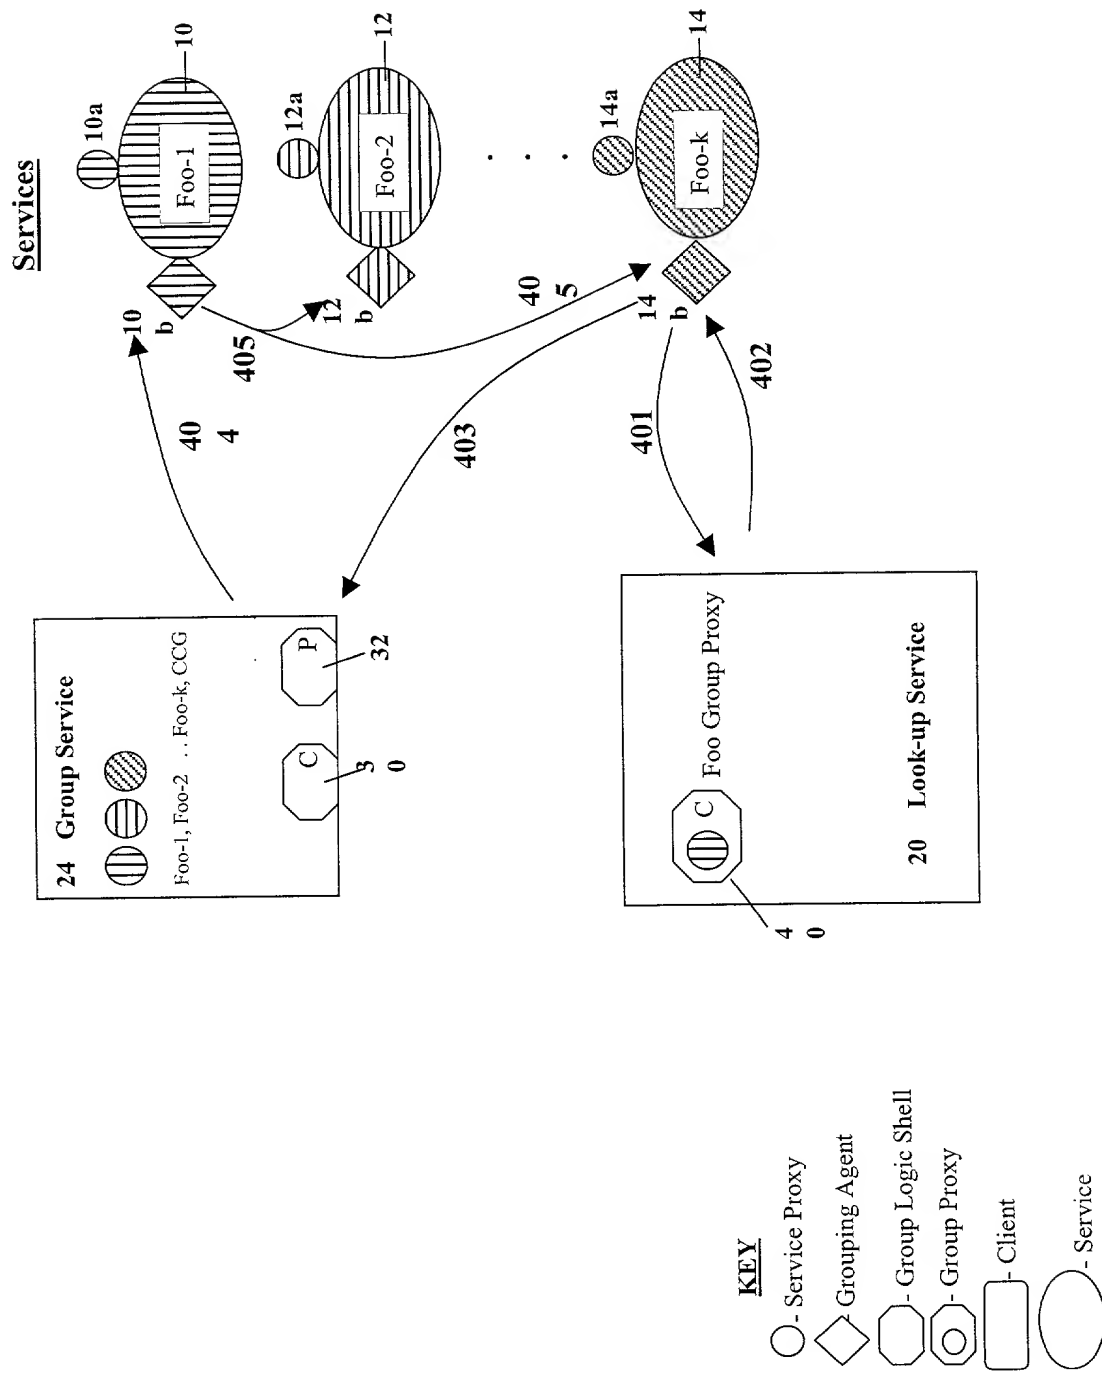 Services
10a
10
Foo-1
10
b
12a
12
Foo-2
12
b
14a
14
Foo-k
14
b
405
40
5
40
4
403
401
402
24 Group Service
Foo-1, Foo-2 .. Foo-k, CCG
C
P
3
0
32
C
Foo Group Proxy
4
0
20 Look-up Service
KEY
- Service Proxy
- Grouping Agent
- Group Logic Shell
- Group Proxy
- Client
- Service